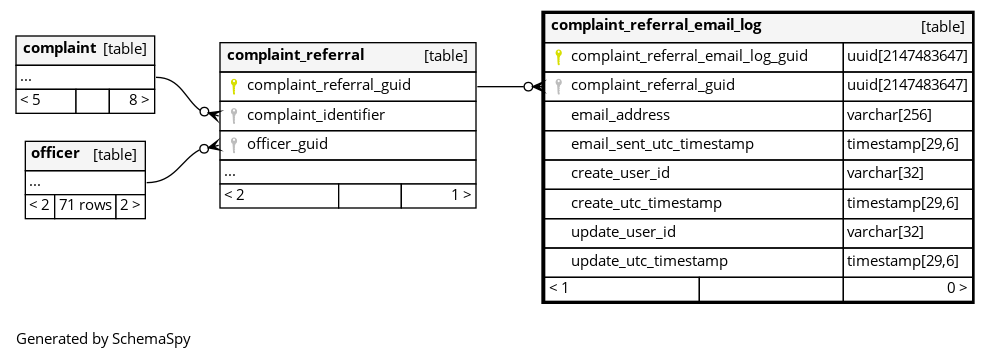 complaint [table]
...
< 5 8 >
officer [table]
...
< 2 71 rows 2 >
complaint_referral [table]
complaint_referral_guid
complaint_identifier
officer_guid
...
< 2 1 >
complaint_referral_email_log [table]
complaint_referral_email_log_guid uuid[2147483647]
complaint_referral_guid uuid[2147483647]
email_address varchar[256]
email_sent_utc_timestamp timestamp[29,6]
create_user_id varchar[32]
create_utc_timestamp timestamp[29,6]
update_user_id varchar[32]
update_utc_timestamp timestamp[29,6]
< 1 0 >
Generated by SchemaSpy